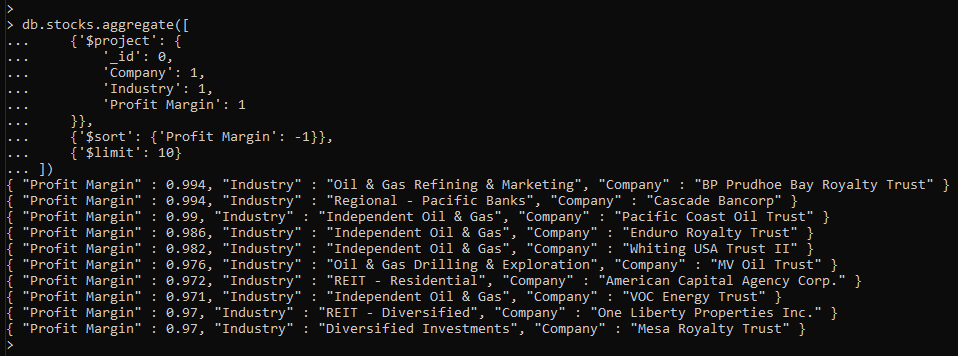 >
> db.stocks.aggregate([
...     {'$project': {
...         '_id': 0,
...         'Company': 1,
...         'Industry': 1,
...         'Profit Margin': 1
...     }},
...     {'$sort': {'Profit Margin': -1}},
...     {'$limit': 10}
... ])
{ "Profit Margin" : 0.994, "Industry" : "Oil & Gas Refining & Marketing", "Company" : "BP Prudhoe Bay Royalty Trust" }
{ "Profit Margin" : 0.994, "Industry" : "Regional - Pacific Banks", "Company" : "Cascade Bancorp" }
{ "Profit Margin" : 0.99, "Industry" : "Independent Oil & Gas", "Company" : "Pacific Coast Oil Trust" }
{ "Profit Margin" : 0.986, "Industry" : "Independent Oil & Gas", "Company" : "Enduro Royalty Trust" }
{ "Profit Margin" : 0.982, "Industry" : "Independent Oil & Gas", "Company" : "Whiting USA Trust II" }
{ "Profit Margin" : 0.976, "Industry" : "Oil & Gas Drilling & Exploration", "Company" : "MV Oil Trust" }
{ "Profit Margin" : 0.972, "Industry" : "REIT - Residential", "Company" : "American Capital Agency Corp." }
{ "Profit Margin" : 0.971, "Industry" : "Independent Oil & Gas", "Company" : "VOC Energy Trust" }
{ "Profit Margin" : 0.97, "Industry" : "REIT - Diversified", "Company" : "One Liberty Properties Inc." }
{ "Profit Margin" : 0.97, "Industry" : "Diversified Investments", "Company" : "Mesa Royalty Trust" }
>